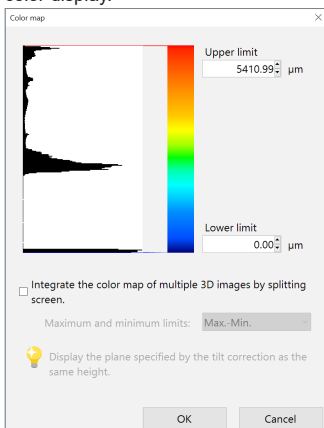 color display.
Color map
Upper limit
5410.99 µm
Lower limit
0.00 µm
Integrate the color map of multiple 3D images by splitting
screen.
Maximum and minimum limits: Max.-Min.
Display the plane specified by the tilt correction as the
same height.
OK Cancel